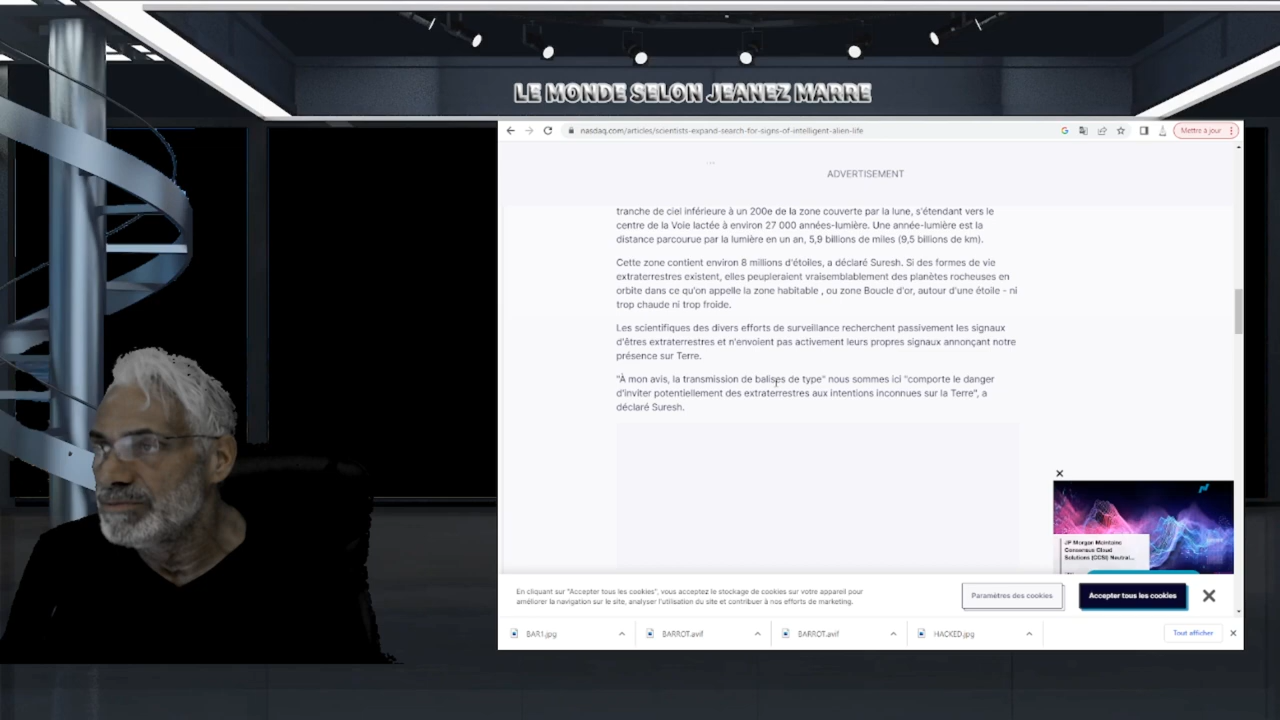 LE MONDE SELON JEANEZ MARRE
nasdaq.com/articles/scientists-expand-search-for-signs-of-intelligent-alien-life
Mettre à jour
ADVERTISEMENT
tranche de ciel inférieure à un 200e de la zone couverte par la lune, s'étendant vers le
centre de la Voie lactée à environ 27 000 années-lumière. Une année-lumière est la
distance parcourue par la lumière en un an, 5,9 billions de miles (9,5 billions de km).
Cette zone contient environ 8 millions d'étoiles, a déclaré Suresh. Si des formes de vie
extraterrestres existent, elles peupleraient vraisemblablement des planètes rocheuses en
orbite dans ce qu'on appelle la zone habitable , ou zone Boucle d'or, autour d'une étoile - ni
trop chaude ni trop froide.
Les scientifiques des divers efforts de surveillance recherchent passivement les signaux
d'êtres extraterrestres et n'envoient pas activement leurs propres signaux annonçant notre
présence sur Terre.
"À mon avis, la transmission de balises de type" nous sommes ici "comporte le danger
d'inviter potentiellement des extraterrestres aux intentions inconnues sur la Terre", a
déclaré Suresh.
JP Morgan Maintains
Consensus Cloud
Solutions (CCSI) Neutral...
En cliquant sur "Accepter tous les cookies", vous acceptez le stockage de cookies sur votre appareil pour
améliorer la navigation sur le site, analyser l'utilisation du site et contribuer à nos efforts de marketing.
Paramètres des cookies
Accepter tous les cookies
BAR1.jpg
BARROT.avif
BARROT.avif
HACKED.jpg
Tout afficher